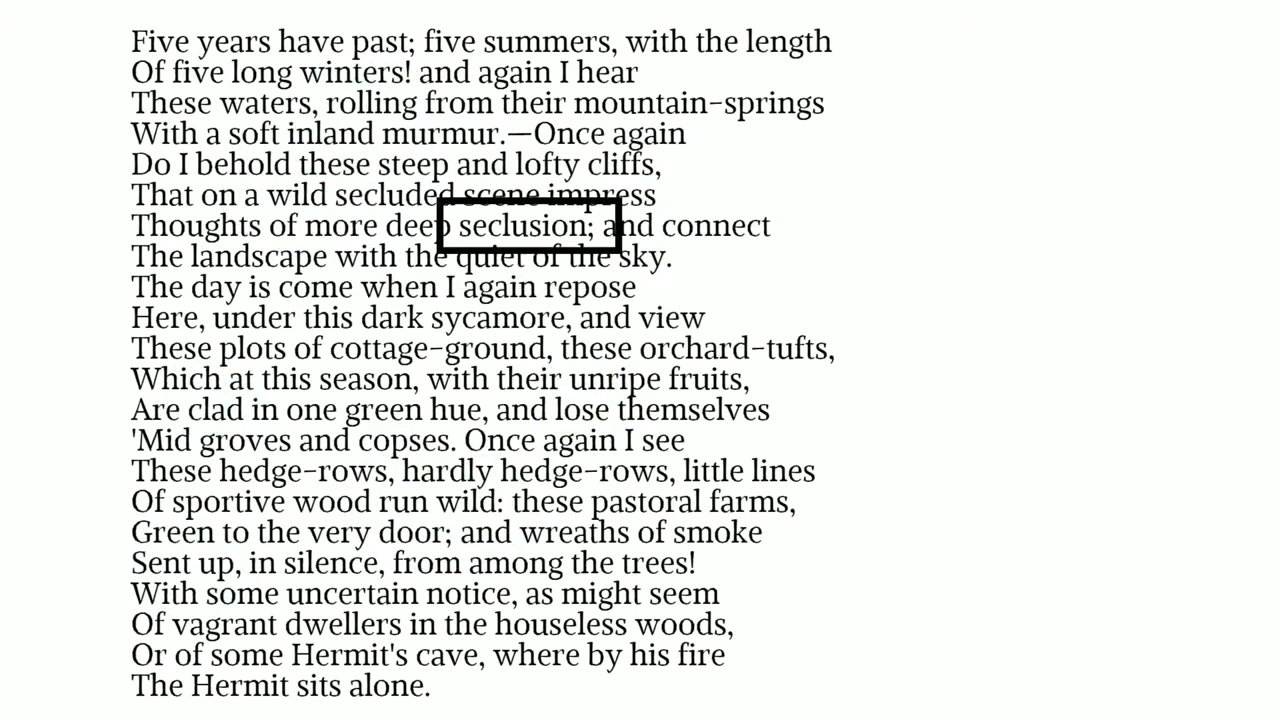 Five years have past; five summers, with the length
Of five long winters! and again I hear
These waters, rolling from their mountain-springs
With a soft inland murmur.—Once again
Do I behold these steep and lofty cliffs,
That on a wild secluded scene impress
Thoughts of more deep seclusion; and connect
The landscape with the quiet of the sky.
The day is come when I again repose
Here, under this dark sycamore, and view
These plots of cottage-ground, these orchard-tufts,
Which at this season, with their unripe fruits,
Are clad in one green hue, and lose themselves
'Mid groves and copses. Once again I see
These hedge-rows, hardly hedge-rows, little lines
Of sportive wood run wild: these pastoral farms,
Green to the very door; and wreaths of smoke
Sent up, in silence, from among the trees!
With some uncertain notice, as might seem
Of vagrant dwellers in the houseless woods,
Or of some Hermit's cave, where by his fire
The Hermit sits alone.